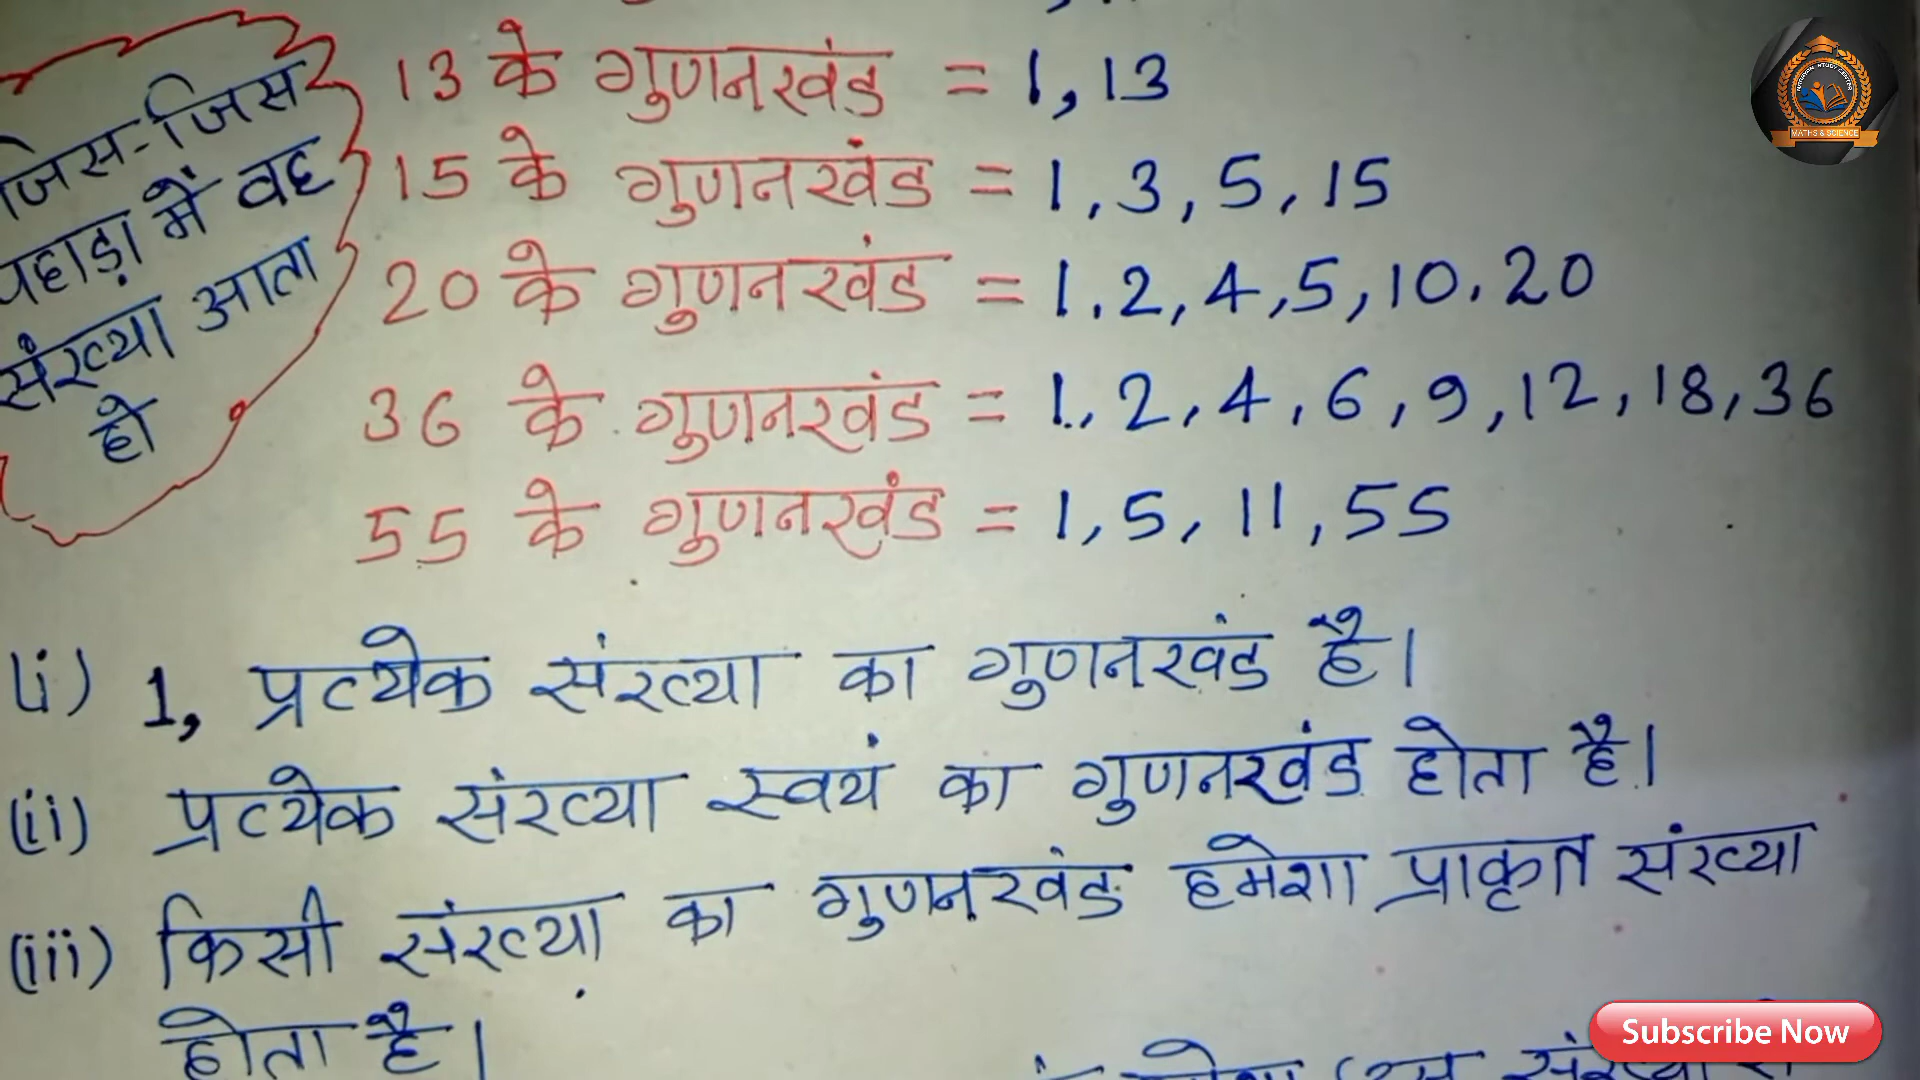 जिस-जिस
पहाड़ा में वह
संख्या आता
हो
13 के गुणनखंड = 1, 13
15 के गुणनखंड = 1, 3, 5, 15
20 के गुणनखंड = 1. 2, 4, 5, 10. 20
36 के गुणनखंड = 1, 2, 4, 6, 9, 12, 18, 36
55 के गुणनखंड = 1, 5, 11, 55
(i) 1, प्रत्येक संख्या का गुणनखंड है।
(ii) प्रत्येक संख्या स्वयं का गुणनखंड होता है।
(iii) किसी संख्या का गुणनखंड हमेशा प्राकृत संख्या
होता है।
MATHS & SCIENCE
Subscribe Now